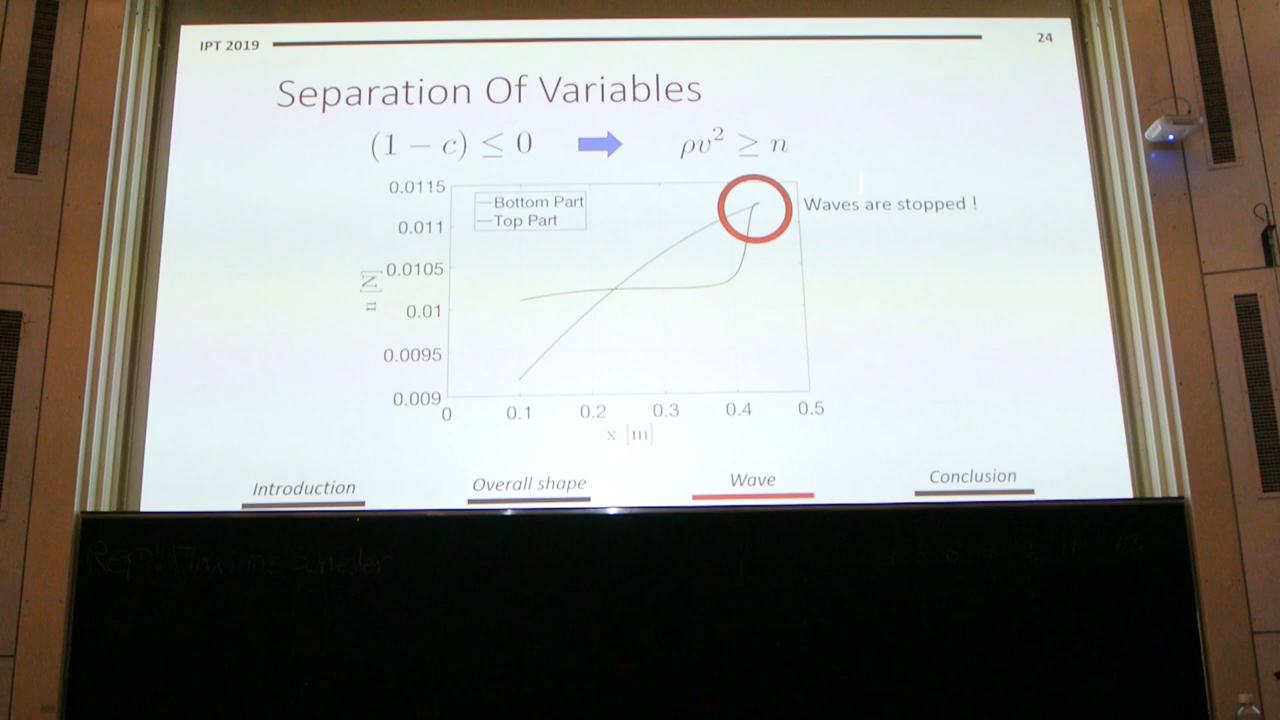 IPT 2019
24
Separation Of Variables
(1 − c) ≤ 0
ρv² ≥ n
0.0115
0.011
0.0105
0.01
0.0095
0.009
n [N]
Bottom Part
Top Part
Waves are stopped !
0 0.1 0.2 0.3 0.4 0.5
x [m]
Introduction Overall shape Wave Conclusion